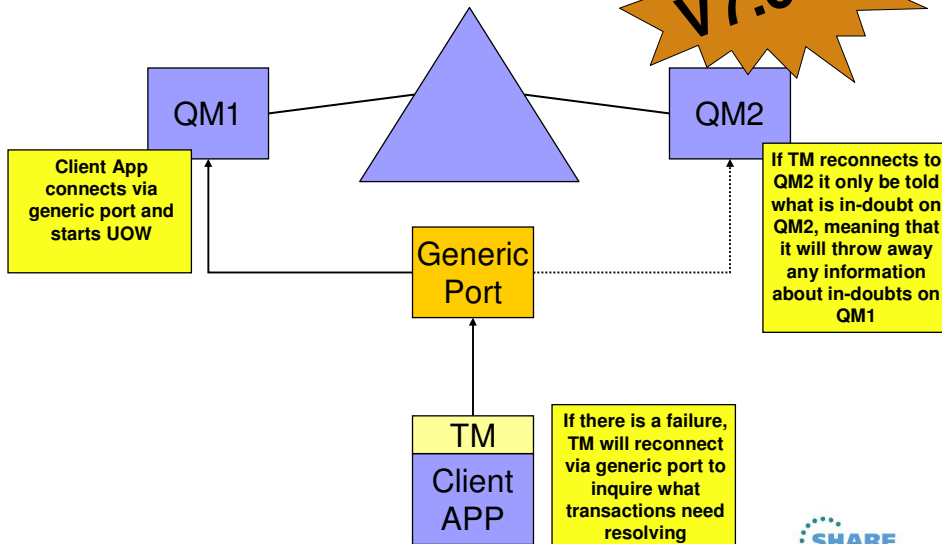 V7.0
QM1
QM2
Client App
connects via
generic port and
starts UOW
If TM reconnects to
QM2 it only be told
what is in-doubt on
QM2, meaning that
it will throw away
any information
about in-doubts on
QM1
Generic
Port
TM
Client
APP
If there is a failure,
TM will reconnect
via generic port to
inquire what
transactions need
resolving
SHARE